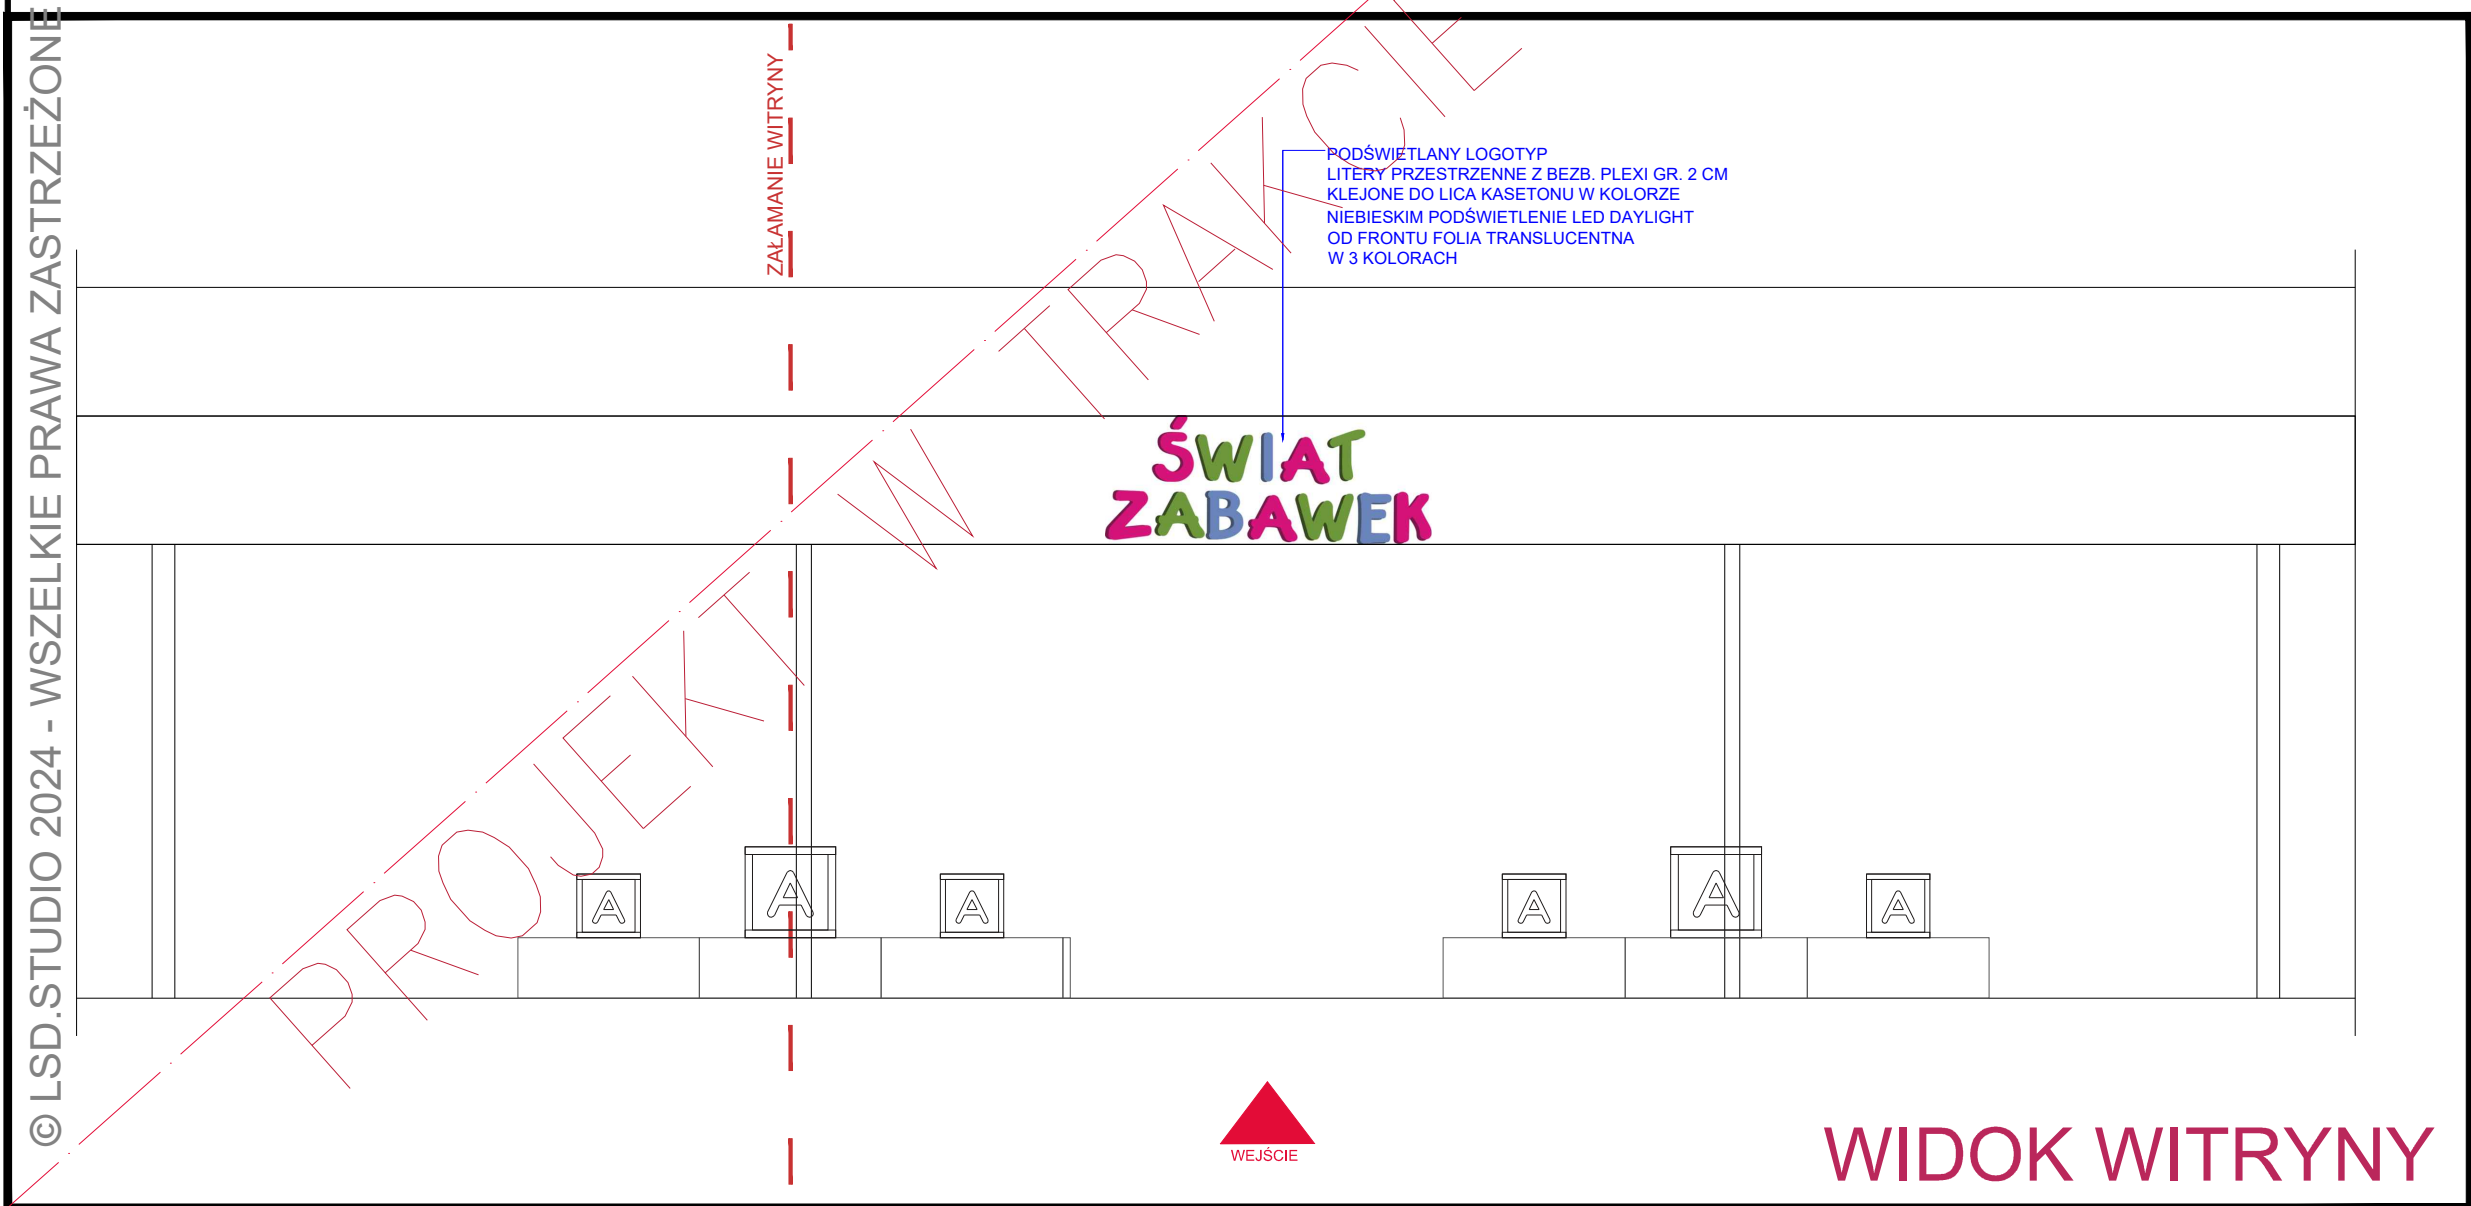 © LSD.STUDIO 2024 - WSZELKIE PRAWA ZASTRZEŻONE
ZAŁAMANIE WITRYNY
PROJEKT W TRAKCIE
PODŚWIETLANY LOGOTYP
LITERY PRZESTRZENNE Z BEZB. PLEXI GR. 2 CM
KLEJONE DO LICA KASETONU W KOLORZE
NIEBIESKIM PODŚWIETLENIE LED DAYLIGHT
OD FRONTU FOLIA TRANSLUCENTNA
W 3 KOLORACH
ŚWIAT
ZABAWEK
A A A A A A
WEJŚCIE
WIDOK WITRYNY